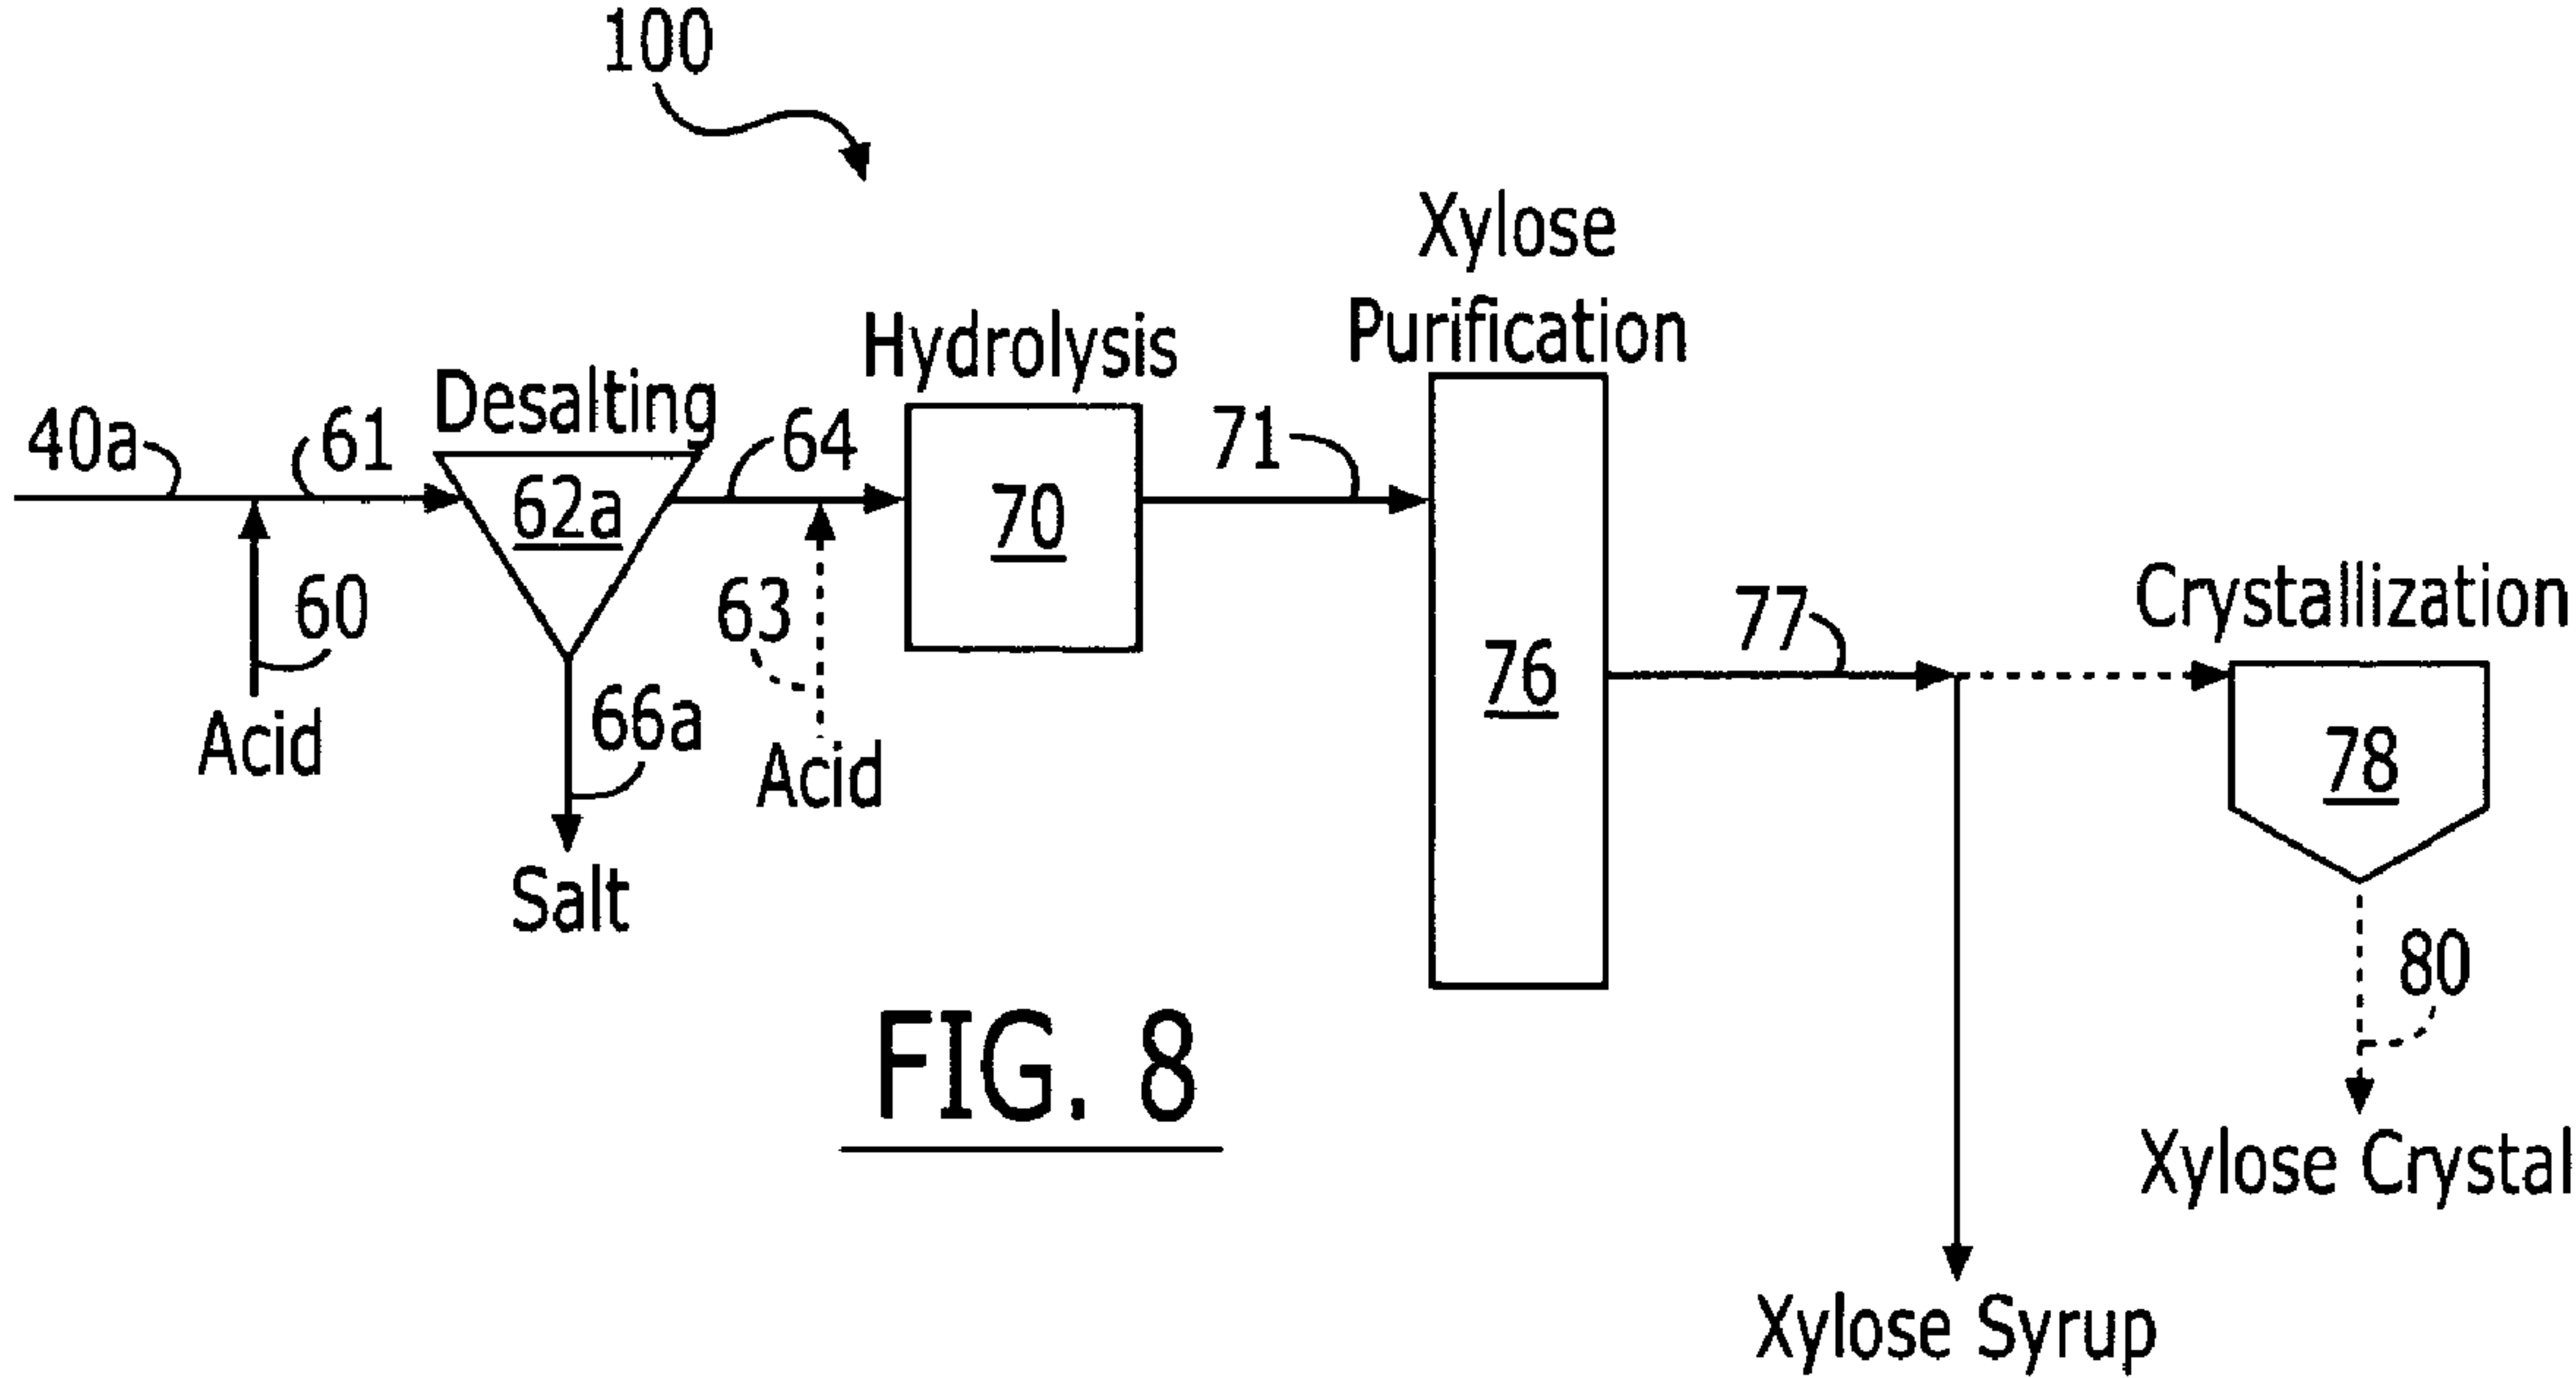 100
Xylose
Purification
Hydrolysis
Desalting
40a
61
62a
64
70
71
60
63
66a
Acid
Acid
Salt
76
77
Crystallization
78
80
Xylose Crystal
Xylose Syrup
FIG. 8